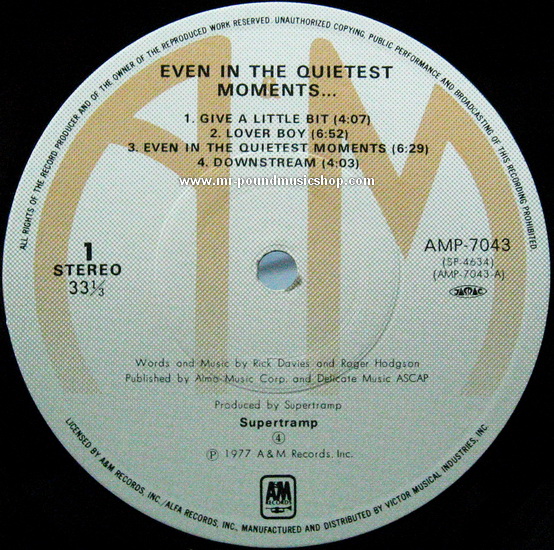 ALL RIGHTS OF THE RECORD PRODUCER AND OF THE OWNER OF THE REPRODUCED WORK RESERVED. UNAUTHORIZED COPYING, PUBLIC PERFORMANCE AND BROADCASTING OF THIS RECORDING PROHIBITED.
EVEN IN THE QUIETEST
MOMENTS...
1. GIVE A LITTLE BIT (4:07)
2. LOVER BOY (6:52)
3. EVEN IN THE QUIETEST MOMENTS (6:29)
4. DOWNSTREAM (4:03)
www.mr-poundmusicshop.com
1
STEREO
33⅓
AMP-7043
(SP-4634)
(AMP-7043-A)
JASRAC
Words and Music by Rick Davies and Roger Hodgson
Published by Almo Music Corp. and Delicate Music ASCAP
Produced by Supertramp
Supertramp
④
Ⓟ 1977 A & M Records, Inc.
A&M
RECORDS
LICENSED BY A&M RECORDS, INC./ALFA RECORDS, INC., MANUFACTURED AND DISTRIBUTED BY VICTOR MUSICAL INDUSTRIES, INC.